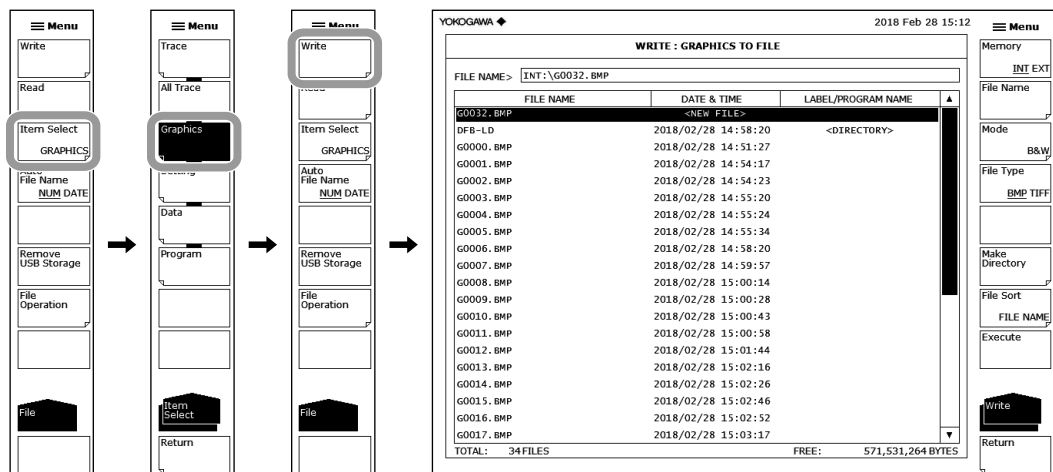 Menu
Write
Read
Item Select
GRAPHICS
Auto
File Name
NUM DATE
Remove
USB Storage
File
Operation
File
Menu
Trace
All Trace
Graphics
Data
Program
Item
Select
Return
Menu
Write
Item Select
GRAPHICS
Auto
File Name
NUM DATE
Remove
USB Storage
File
Operation
File
YOKOGAWA
2018 Feb 28 15:12
WRITE : GRAPHICS TO FILE
FILE NAME> INT:\G0032.BMP
FILE NAME DATE & TIME LABEL/PROGRAM NAME
G0032.BMP <NEW FILE>
DFB-LD 2018/02/28 14:58:20 <DIRECTORY>
G0000.BMP 2018/02/28 14:51:27
G0001.BMP 2018/02/28 14:54:17
G0002.BMP 2018/02/28 14:54:23
G0003.BMP 2018/02/28 14:55:20
G0004.BMP 2018/02/28 14:55:24
G0005.BMP 2018/02/28 14:55:34
G0006.BMP 2018/02/28 14:58:20
G0007.BMP 2018/02/28 14:59:57
G0008.BMP 2018/02/28 15:00:14
G0009.BMP 2018/02/28 15:00:28
G0010.BMP 2018/02/28 15:00:43
G0011.BMP 2018/02/28 15:00:58
G0012.BMP 2018/02/28 15:01:44
G0013.BMP 2018/02/28 15:02:16
G0014.BMP 2018/02/28 15:02:26
G0015.BMP 2018/02/28 15:02:46
G0016.BMP 2018/02/28 15:02:52
G0017.BMP 2018/02/28 15:03:17
TOTAL: 34FILES FREE: 571,531,264 BYTES
Menu
Memory
INT EXT
File Name
Mode
B&W
File Type
BMP TIFF
Make
Directory
File Sort
FILE NAME
Execute
Write
Return